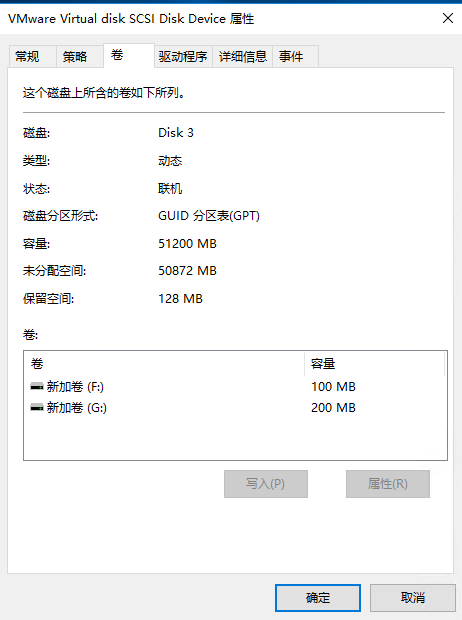 VMware Virtual disk SCSI Disk Device 属性
常规 策略 卷 驱动程序 详细信息 事件
这个磁盘上所含的卷如下所列。
磁盘: Disk 3
类型: 动态
状态: 联机
磁盘分区形式: GUID 分区表(GPT)
容量: 51200 MB
未分配空间: 50872 MB
保留空间: 128 MB
卷:
卷 容量
新加卷 (F:) 100 MB
新加卷 (G:) 200 MB
写入(P) 属性(R)
确定 取消